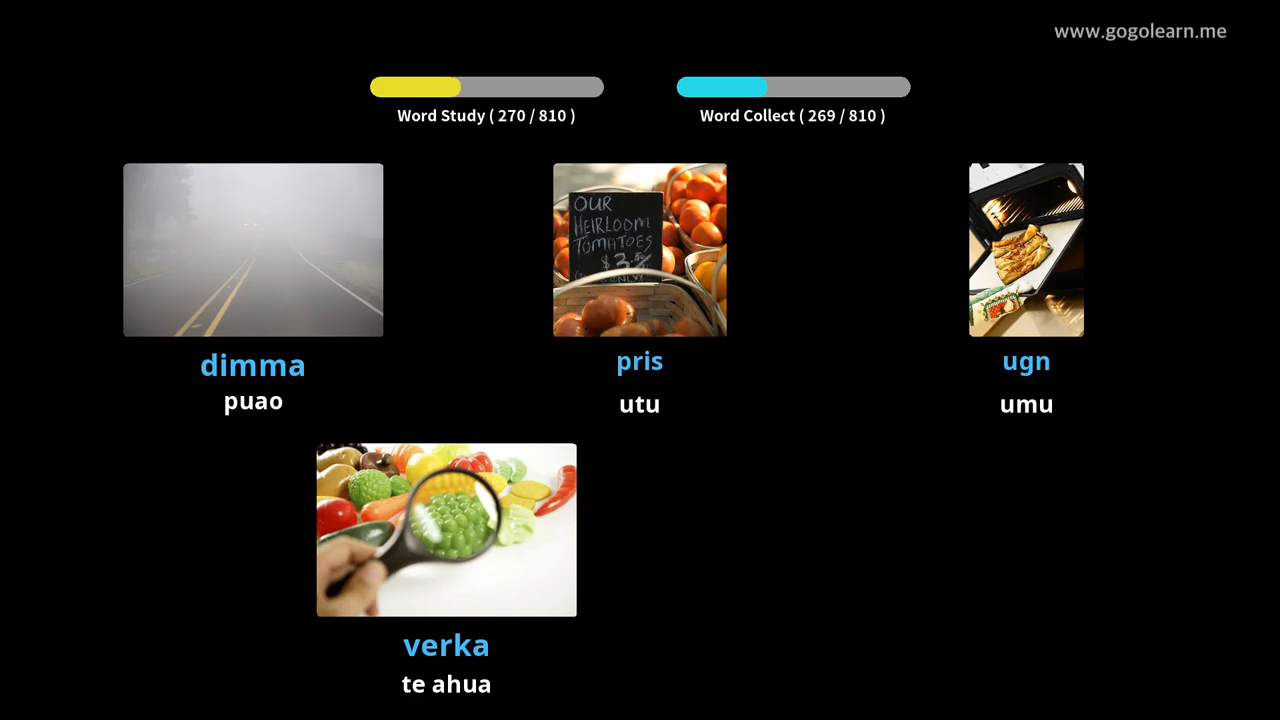 www.gogolearn.me
Word Study ( 270 / 810 )
Word Collect ( 269 / 810 )
OUR
HEIRLOOM
TOMATOES
dimma
puao
pris
utu
ugn
umu
verka
te ahua